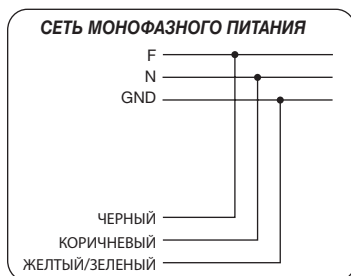 СЕТЬ МОНОФАЗНОГО ПИТАНИЯ
F
N
GND
ЧЕРНЫЙ
КОРИЧНЕВЫЙ
ЖЕЛТЫЙ/ЗЕЛЕНЫЙ